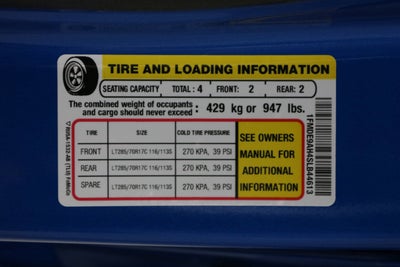 TIRE AND LOADING INFORMATION
SEATING CAPACITY TOTAL : 4 FRONT: 2 REAR: 2
The combined weight of occupants
and cargo should never exceed : 429 kg or 947 lbs.
TIRE SIZE COLD TIRE PRESSURE
FRONT LT285/70R17C 116/113S 270 KPA, 39 PSI
REAR LT285/70R17C 116/113S 270 KPA, 39 PSI
SPARE LT285/70R17C 116/113S 270 KPA, 39 PSI
SEE OWNERS
MANUAL FOR
ADDITIONAL
INFORMATION